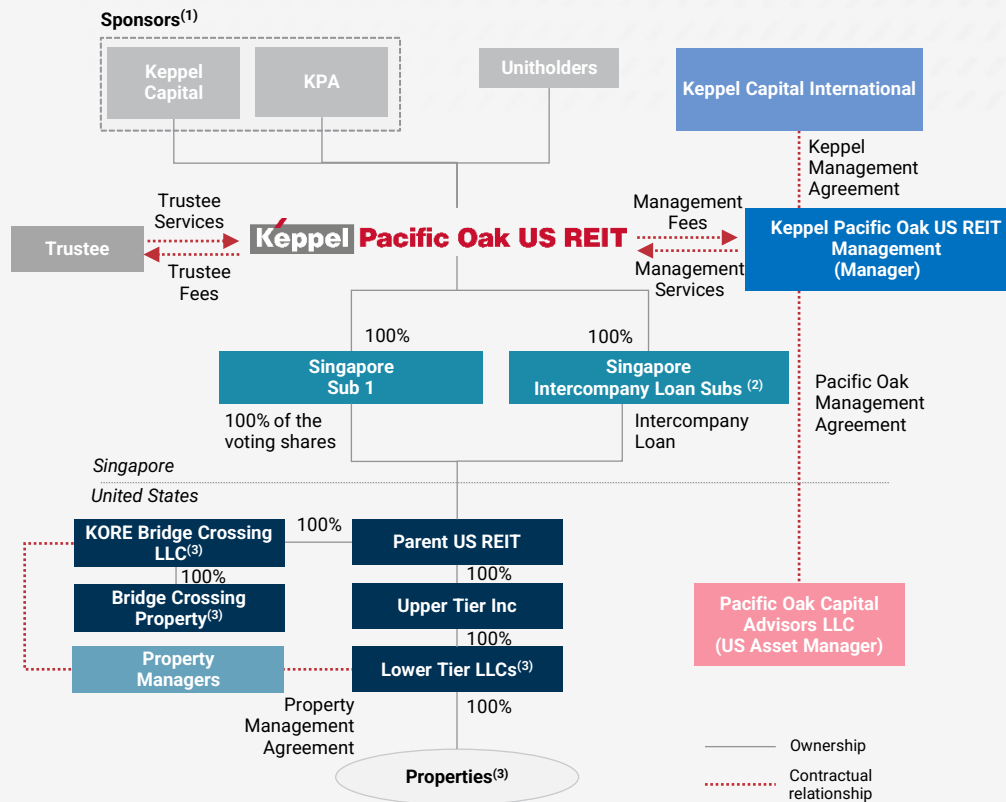 Sponsors(1)
Keppel
Capital
KPA
Unitholders
Keppel Capital International
Keppel
Management
Agreement
Trustee
Trustee
Services
Trustee
Fees
Keppel Pacific Oak US REIT
Management
Fees
Management
Services
Keppel Pacific Oak US REIT
Management
(Manager)
100%
100%
Singapore
Sub 1
Singapore
Intercompany Loan Subs (2)
100% of the
voting shares
Intercompany
Loan
Pacific Oak
Management
Agreement
Singapore
United States
KORE Bridge Crossing
LLC(3)
100%
Parent US REIT
100%
100%
Bridge Crossing
Property(3)
Upper Tier Inc
100%
Property
Managers
Lower Tier LLCs(3)
Pacific Oak Capital
Advisors LLC
(US Asset Manager)
Property
Management
Agreement
100%
Properties(3)
Ownership
Contractual
relationship